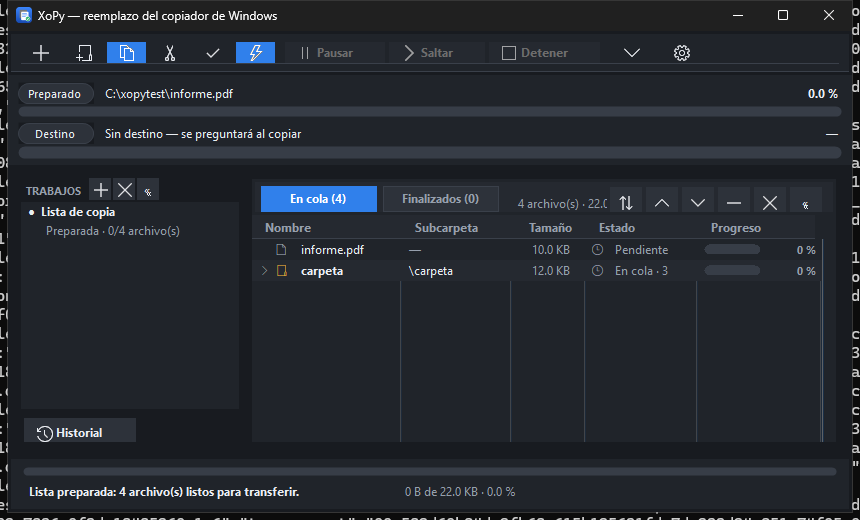 XoPy — reemplazo del copiador de Windows
Pausar Saltar Detener
Preparado C:\xopytest\informe.pdf 0.0 %
Destino Sin destino — se preguntará al copiar —
TRABAJOS
Lista de copia
Preparada · 0/4 archivo(s)
Historial
En cola (4) Finalizados (0) 4 archivo(s) · 22.0
Nombre Subcarpeta Tamaño Estado Progreso
informe.pdf — 10.0 KB Pendiente 0 %
carpeta \carpeta 12.0 KB En cola · 3 0 %
Lista preparada: 4 archivo(s) listos para transferir. 0 B de 22.0 KB · 0.0 %